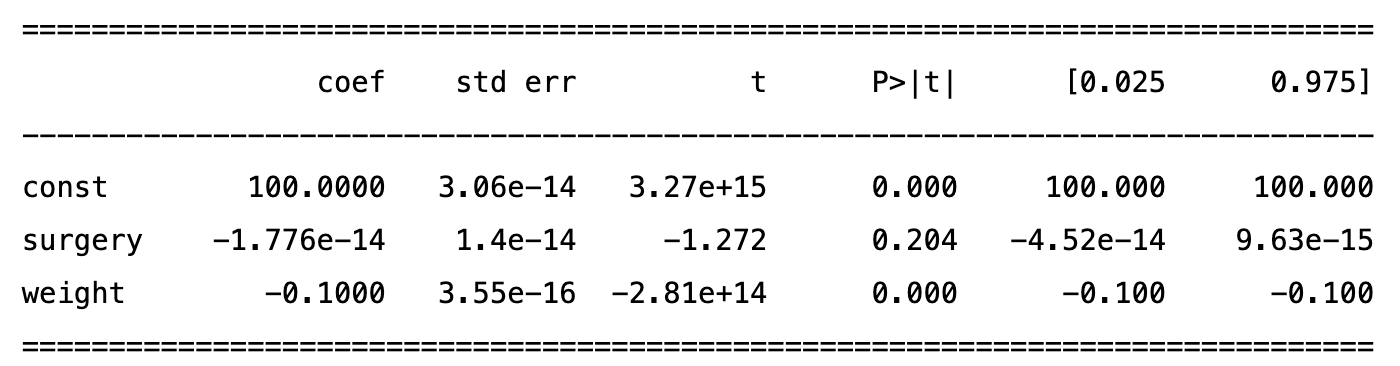 ==============================================================================
coef std err t P>|t| [0.025 0.975]
------------------------------------------------------------------------------
const 100.0000 3.06e-14 3.27e+15 0.000 100.000 100.000
surgery -1.776e-14 1.4e-14 -1.272 0.204 -4.52e-14 9.63e-15
weight -0.1000 3.55e-16 -2.81e+14 0.000 -0.100 -0.100
==============================================================================